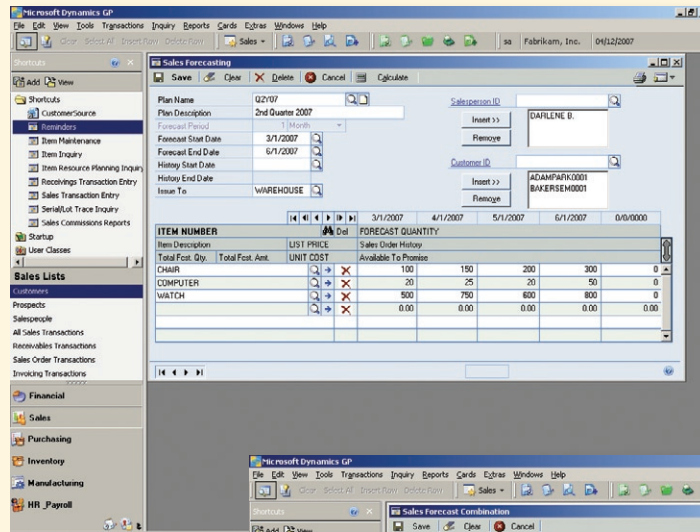 Microsoft Dynamics GP
File Edit View Tools Transactions Inquiry Reports Cards Extras Windows Help
Clear Select All Insert Row Delete Row Sales sa Fabrikam, Inc. 04/12/2007
Shortcuts
Add View
Shortcuts
CustomerSource
Reminders
Item Maintenance
Item Inquiry
Item Resource Planning Inquiry
Receivings Transaction Entry
Sales Transaction Entry
Serial/Lot Trace Inquiry
Sales Commissions Reports
Startup
User Classes
Sales Lists
Customers
Prospects
Salespeople
All Sales Transactions
Receivables Transactions
Sales Order Transactions
Invoicing Transactions
Financial
Sales
Purchasing
Inventory
Manufacturing
HR_Payroll
Sales Forecasting
Save Clear Delete Cancel Calculate
Plan Name Q2Y07
Plan Description 2nd Quarter 2007
Forecast Period 1 Month
Forecast Start Date 3/1/2007
Forecast End Date 6/1/2007
History Start Date
History End Date
Issue To WAREHOUSE
Salesperson ID
Insert >>
Remove
DARLENE B.
Customer ID
Insert >>
Remove
ADAMPARK0001
BAKERSEM0001
3/1/2007 4/1/2007 5/1/2007 6/1/2007 0/0/0000
ITEM NUMBER Del FORECAST QUANTITY
Item Description LIST PRICE Sales Order History
Total Fcst. Qty. Total Fcst. Amt. UNIT COST Available To Promise
CHAIR 100 150 200 300 0
COMPUTER 20 25 20 50 0
WATCH 500 750 600 800 0
0.00 0.00 0.00 0.00 0.00
Microsoft Dynamics GP
File Edit View Tools Transactions Inquiry Reports Cards Extras Windows Help
Clear Select All Insert Row Delete Row Sales
Shortcuts
Add View
Sales Forecast Combination
Save Clear Cancel